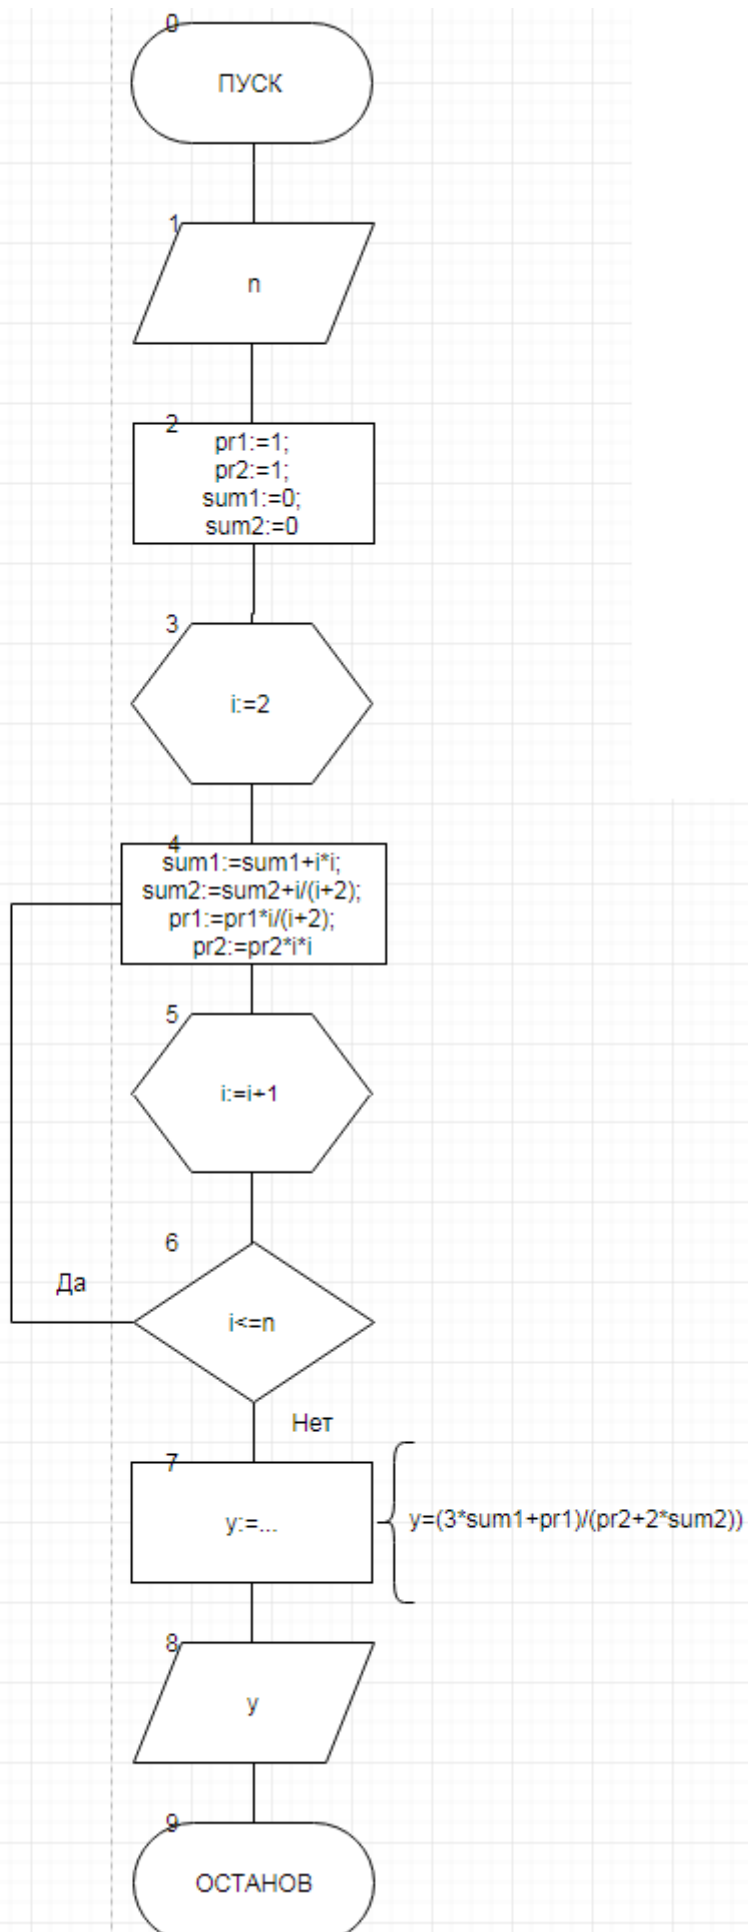 0
ПУСК
1
n
2
pr1:=1;
pr2:=1;
sum1:=0;
sum2:=0
3
i:=2
4
sum1:=sum1+i*i;
sum2:=sum2+i/(i+2);
pr1:=pr1*i/(i+2);
pr2:=pr2*i*i
5
i:=i+1
6
Да
i<=n
Нет
7
y:=...
y=(3*sum1+pr1)/(pr2+2*sum2))
8
y
9
ОСТАНОВ